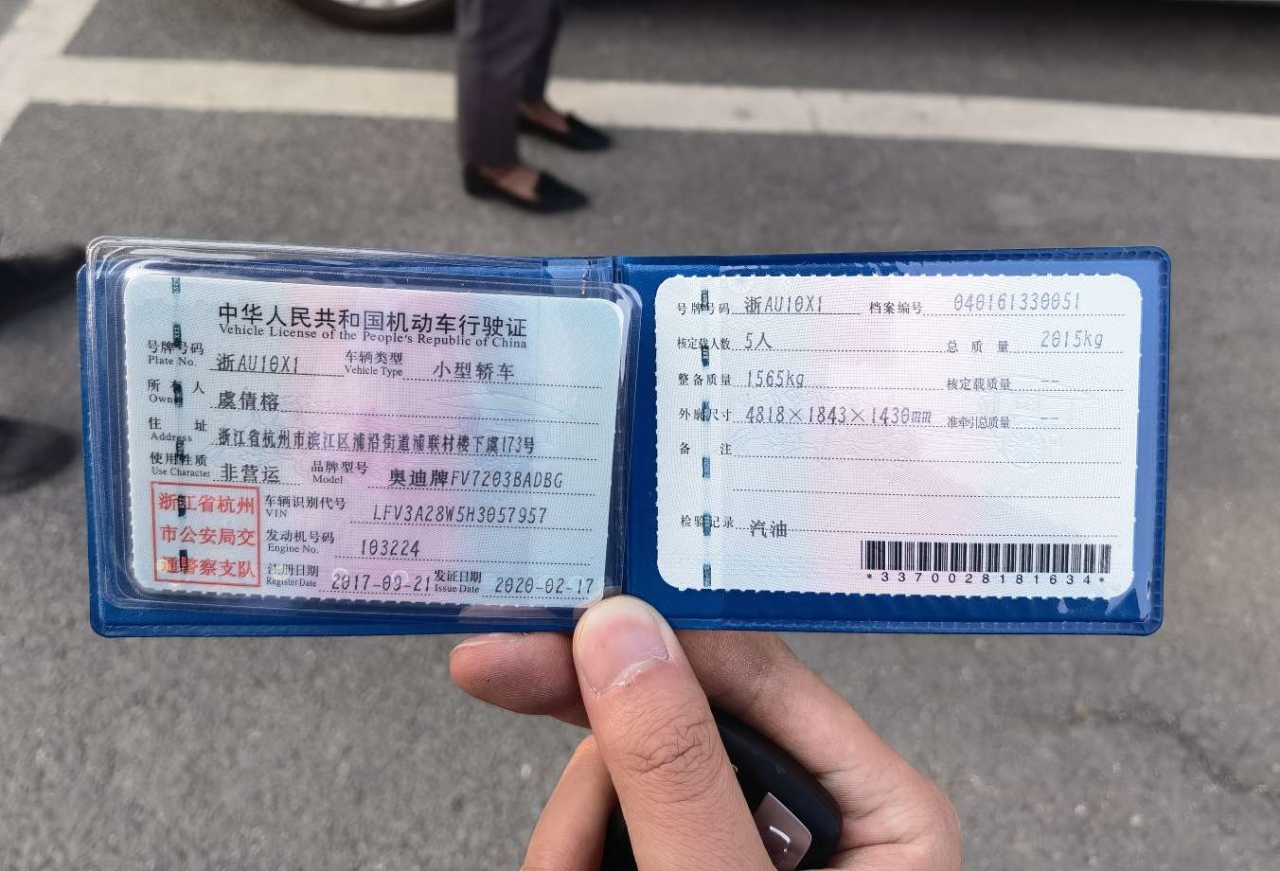 中华人民共和国机动车行驶证
Vehicle License of the People's Republic of China
号牌号码 浙AU10X1 车辆类型 小型轿车
Plate No. Vehicle Type
所有人 虞倩榕
Owner
住址 浙江省杭州市滨江区浦沿街道浦联村楼下虞173号
Address
使用性质 非营运 品牌型号 奥迪牌FV7203BADBG
Use Character Model
浙江省杭州
市公安局交
通警察支队
车辆识别代号 LFV3A28W5H3057957
VIN
发动机号码 103224
Engine No.
注册日期 2017-09-21 发证日期 2020-02-17
Register Date Issue Date
号牌号码 浙AU10X1 档案编号 040161330051
核定载人数 5人 总质量 2015kg
整备质量 1565kg 核定载质量 --
外廓尺寸 4818×1843×1430mm 准牵引总质量 --
备注
检验记录 汽油
*3370028181634*